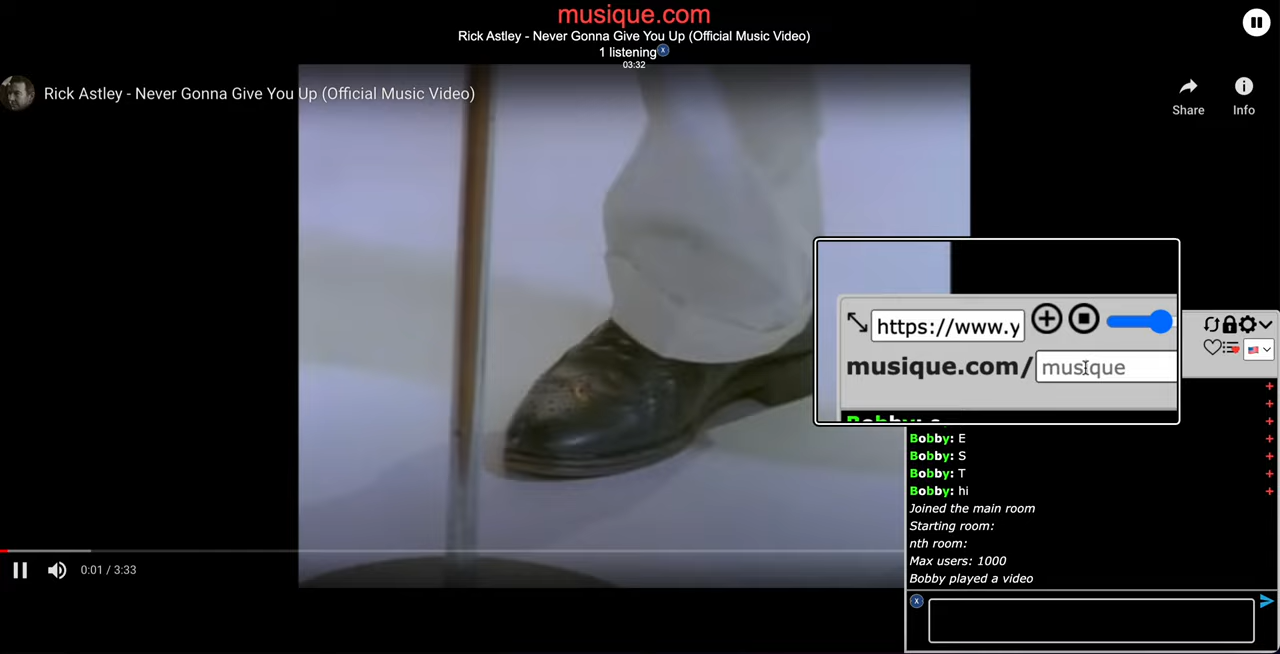 musique.com
Rick Astley - Never Gonna Give You Up (Official Music Video)
1 listening x
03:32
Rick Astley - Never Gonna Give You Up (Official Music Video)
Share
Info
https://www.y
musique.com/ musique
Bobby:
Bobby: E
Bobby: S
Bobby: T
Bobby: hi
Joined the main room
Starting room:
nth room:
Max users: 1000
Bobby played a video
0:01 / 3:33
x